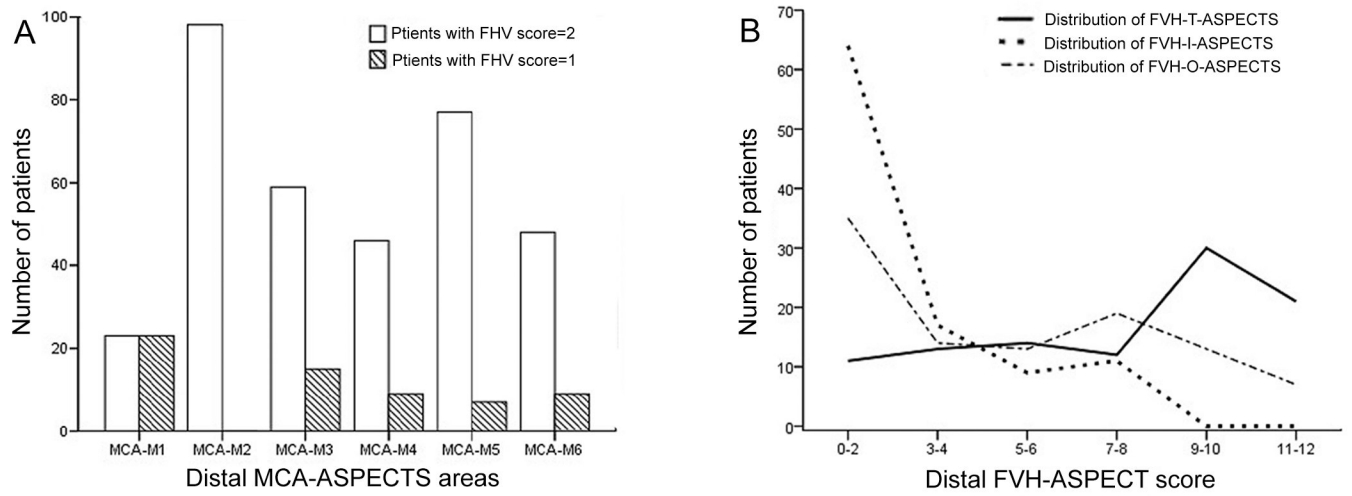 A
Number of patients
100
80
60
40
20
0
Ptients with FHV score=2
Ptients with FHV score=1
MCA-M1 MCA-M2 MCA-M3 MCA-M4 MCA-M5 MCA-M6
Distal MCA-ASPECTS areas
B
Number of patients
70
60
50
40
30
20
10
0
Distribution of FVH-T-ASPECTS
Distribution of FVH-I-ASPECTS
Distribution of FVH-O-ASPECTS
0-2 3-4 5-6 7-8 9-10 11-12
Distal FVH-ASPECT score